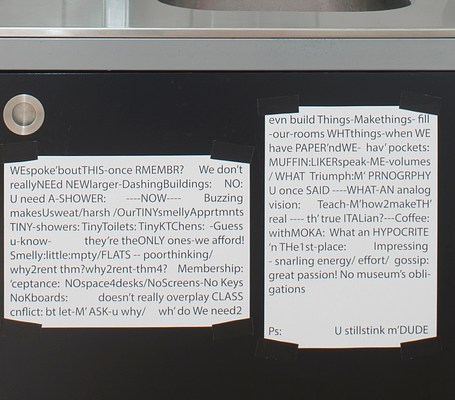 WEspoke'boutTHIS-once RMEMBR? We don't
reallyNEEd NEWlarger-DashingBuildings: NO:
U need A-SHOWER: ----NOW---- Buzzing
makesUsweat/harsh /OurTINYsmellyApprtmnts
TINY-showers: TinyToilets: TinyKTChens: -Guess
u-know- they're theONLY ones-we afford!
Smelly:little:mpty/FLATS -- poorthinking/
why2rent thm?why2rent-thm4? Membership:
'ceptance: NOspace4desks/NoScreens-No Keys
NoKboards: doesn't really overplay CLASS
cnflict: bt let-M' ASK-u why/ wh' do We need2
evn build Things-Makethings- fill
-our-rooms WHTthings-when WE
have PAPER'ndWE- hav' pockets:
MUFFIN:LIKERspeak-ME-volumes
/ WHAT Triumph:M' PRNOGRPHY
U once SAID ----WHAT-AN analog
vision: Teach-M'how2makeTH'
real ---- th' true ITALian?---Coffee:
withMOKA: What an HYPOCRITE
'n THe1st-place: Impressing
- snarling energy/ effort/ gossip:
great passion! No museum's obli-
gations
Ps: U stillstink m'DUDE